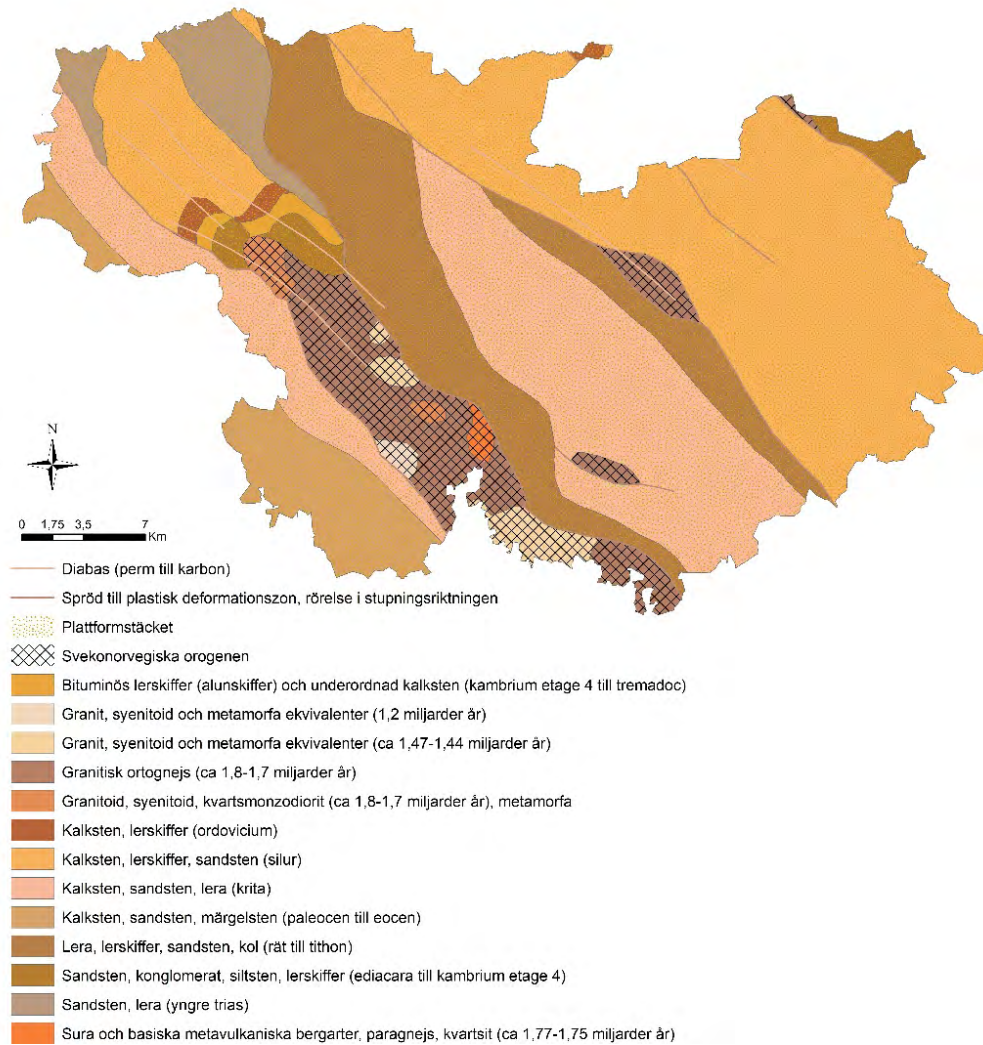 N
0 1,75 3,5 7
Km
Diabas (perm till karbon)
Spröd till plastisk deformationszon, rörelse i stupningsriktningen
Plattformstäcket
Svekonorvegiska orogenen
Bituminös lerskiffer (alunskiffer) och underordnad kalksten (kambrium etage 4 till tremadoc)
Granit, syenitoid och metamorfa ekvivalenter (1,2 miljarder år)
Granit, syenitoid och metamorfa ekvivalenter (ca 1,47-1,44 miljarder år)
Granitisk ortognejs (ca 1,8-1,7 miljarder år)
Granitoid, syenitoid, kvartsmonzodiorit (ca 1,8-1,7 miljarder år), metamorfa
Kalksten, lerskiffer (ordovicium)
Kalksten, lerskiffer, sandsten (silur)
Kalksten, sandsten, lera (krita)
Kalksten, sandsten, märgelsten (paleocen till eocen)
Lera, lerskiffer, sandsten, kol (rät till tithon)
Sandsten, konglomerat, siltsten, lerskiffer (ediacara till kambrium etage 4)
Sandsten, lera (yngre trias)
Sura och basiska metavulkaniska bergarter, paragnejs, kvartsit (ca 1,77-1,75 miljarder år)